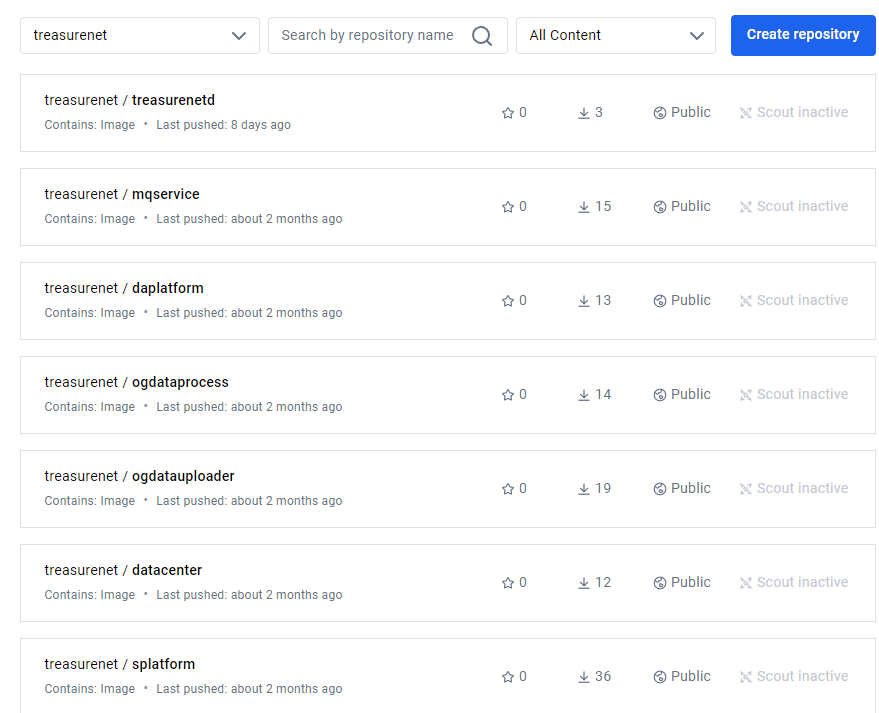 treasurenet
Search by repository name
All Content
Create repository
treasurenet / treasurenetd
Contains: Image • Last pushed: 8 days ago
0
3
Public
Scout inactive
treasurenet / mqservice
Contains: Image • Last pushed: about 2 months ago
0
15
Public
Scout inactive
treasurenet / daplatform
Contains: Image • Last pushed: about 2 months ago
0
13
Public
Scout inactive
treasurenet / ogdataprocess
Contains: Image • Last pushed: about 2 months ago
0
14
Public
Scout inactive
treasurenet / ogdatauploader
Contains: Image • Last pushed: about 2 months ago
0
19
Public
Scout inactive
treasurenet / datacenter
Contains: Image • Last pushed: about 2 months ago
0
12
Public
Scout inactive
treasurenet / splatform
Contains: Image • Last pushed: about 2 months ago
0
36
Public
Scout inactive